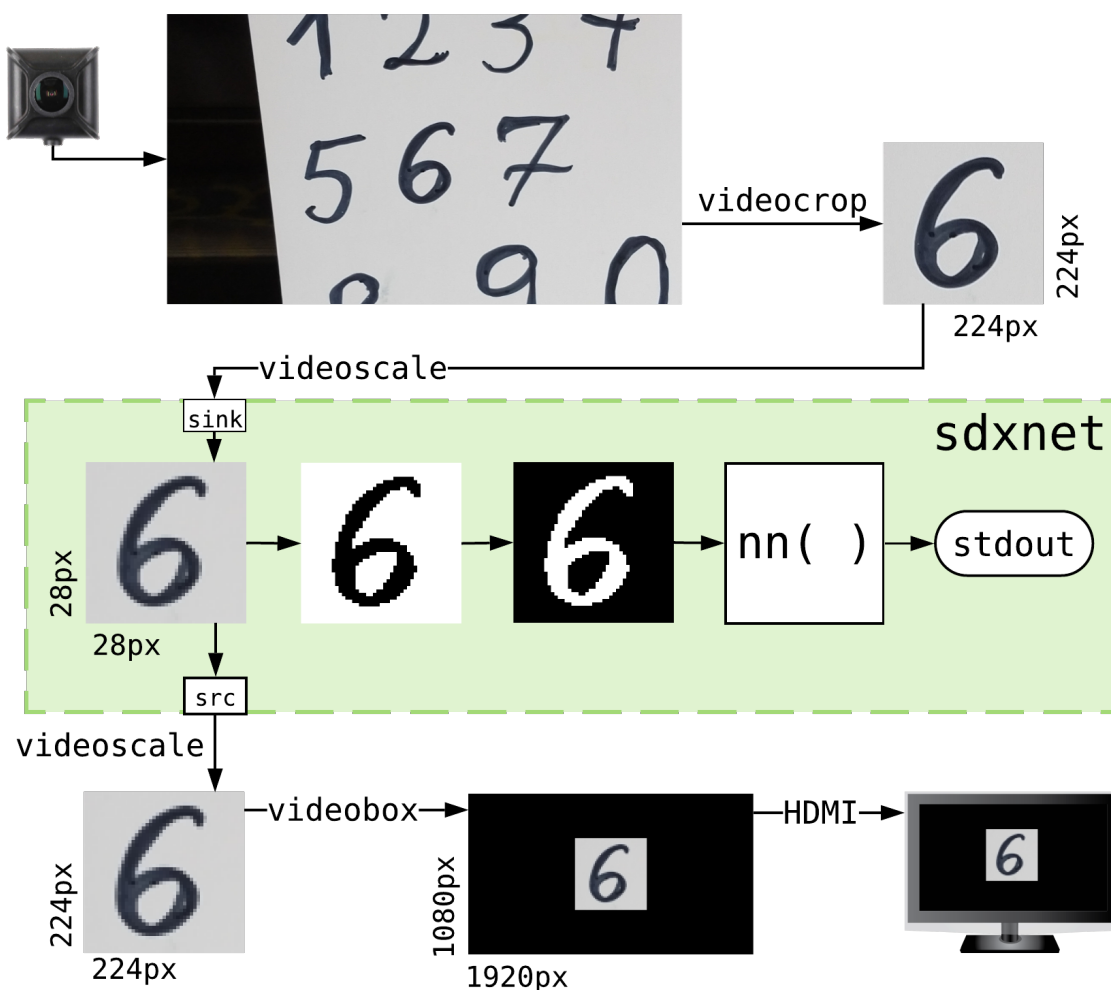 1 2 3 4
5 6 7
8 9 0
videocrop
6
224px
224px
videoscale
sink
sdxnet
6
6
6
nn( )
stdout
28px
28px
src
videoscale
6
videobox
6
HDMI
6
224px
224px
1080px
1920px